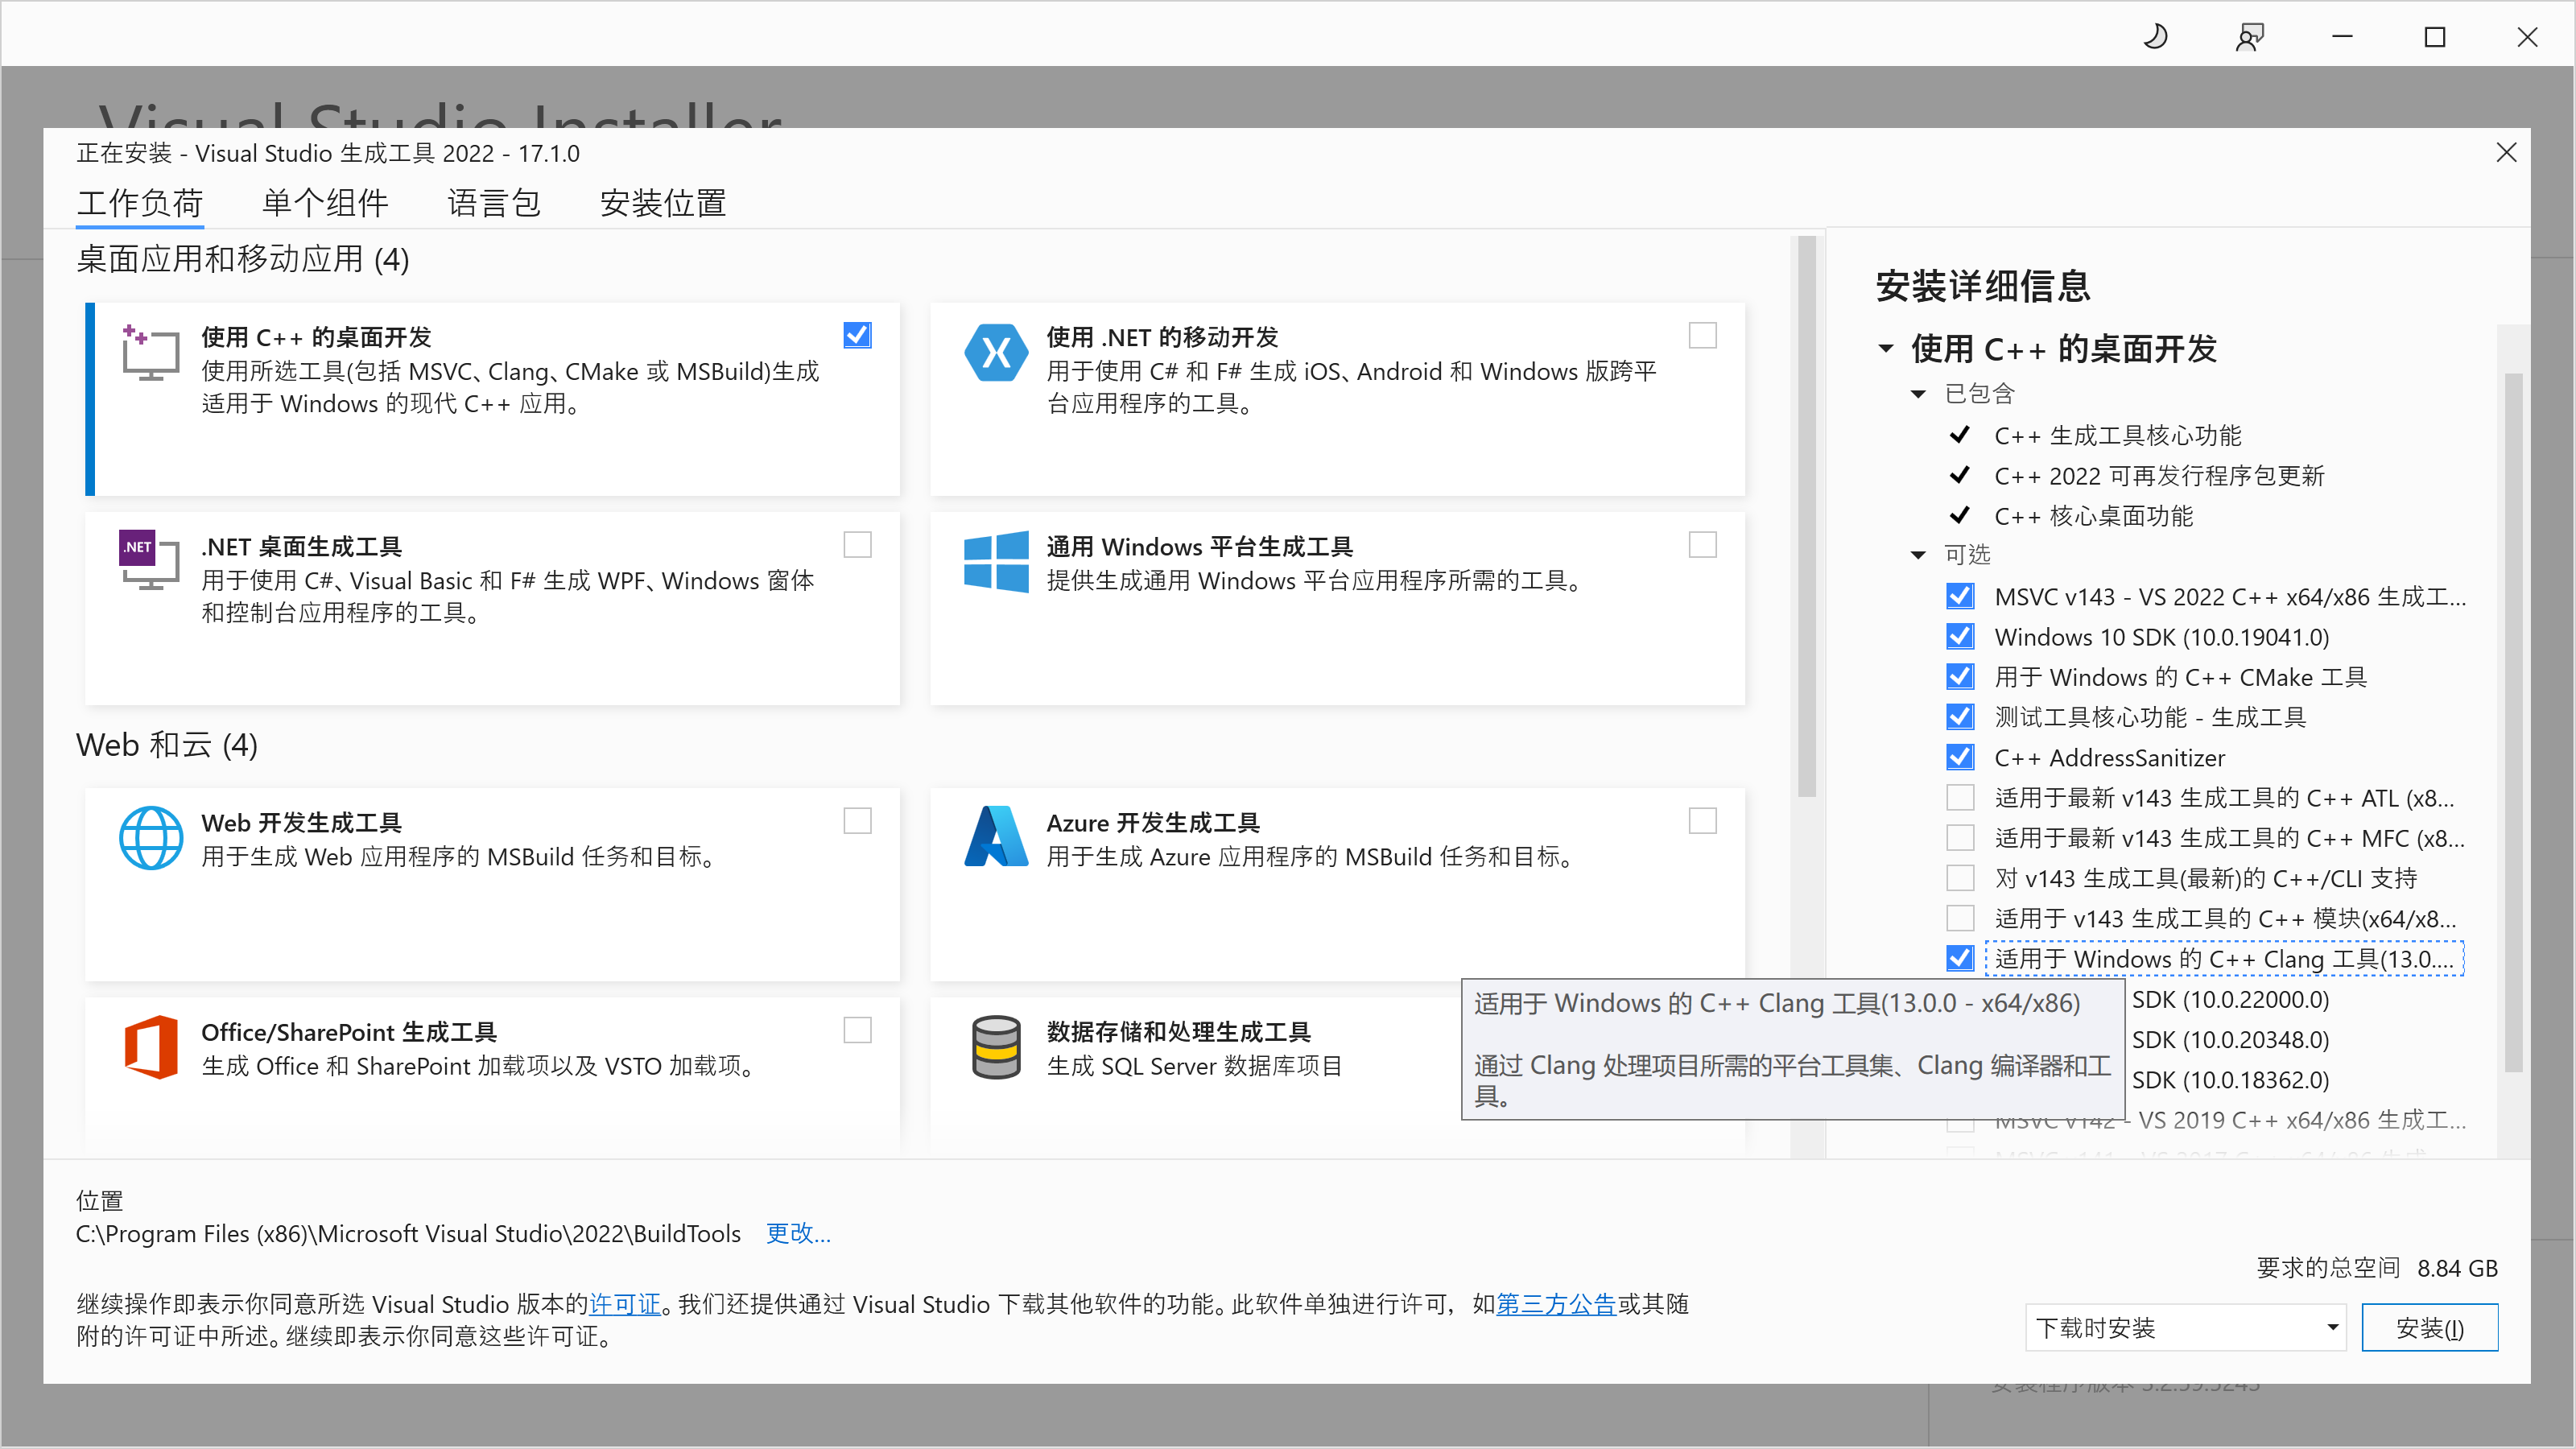 Visual Studio Installer
正在安装 - Visual Studio 生成工具 2022 - 17.1.0
工作负荷 单个组件 语言包 安装位置
桌面应用和移动应用 (4)
使用 C++ 的桌面开发
使用所选工具(包括 MSVC、Clang、CMake 或 MSBuild)生成
适用于 Windows 的现代 C++ 应用。
使用 .NET 的移动开发
用于使用 C# 和 F# 生成 iOS、Android 和 Windows 版跨平
台应用程序的工具。
.NET
.NET 桌面生成工具
用于使用 C#、Visual Basic 和 F# 生成 WPF、Windows 窗体
和控制台应用程序的工具。
通用 Windows 平台生成工具
提供生成通用 Windows 平台应用程序所需的工具。
Web 和云 (4)
Web 开发生成工具
用于生成 Web 应用程序的 MSBuild 任务和目标。
Azure 开发生成工具
用于生成 Azure 应用程序的 MSBuild 任务和目标。
Office/SharePoint 生成工具
生成 Office 和 SharePoint 加载项以及 VSTO 加载项。
数据存储和处理生成工具
生成 SQL Server 数据库项目
安装详细信息
使用 C++ 的桌面开发
已包含
C++ 生成工具核心功能
C++ 2022 可再发行程序包更新
C++ 核心桌面功能
可选
MSVC v143 - VS 2022 C++ x64/x86 生成工...
Windows 10 SDK (10.0.19041.0)
用于 Windows 的 C++ CMake 工具
测试工具核心功能 - 生成工具
C++ AddressSanitizer
适用于最新 v143 生成工具的 C++ ATL (x8...
适用于最新 v143 生成工具的 C++ MFC (x8...
对 v143 生成工具(最新)的 C++/CLI 支持
适用于 v143 生成工具的 C++ 模块(x64/x8...
适用于 Windows 的 C++ Clang 工具(13.0....
SDK (10.0.22000.0)
SDK (10.0.20348.0)
SDK (10.0.18362.0)
MSVC v142 - VS 2019 C++ x64/x86 生成工...
适用于 Windows 的 C++ Clang 工具(13.0.0 - x64/x86)
通过 Clang 处理项目所需的平台工具集、Clang 编译器和工
具。
位置
C:\Program Files (x86)\Microsoft Visual Studio\2022\BuildTools 更改...
继续操作即表示你同意所选 Visual Studio 版本的许可证。我们还提供通过 Visual Studio 下载其他软件的功能。此软件单独进行许可，如第三方公告或其随
附的许可证中所述。继续即表示你同意这些许可证。
要求的总空间 8.84 GB
下载时安装
安装(I)